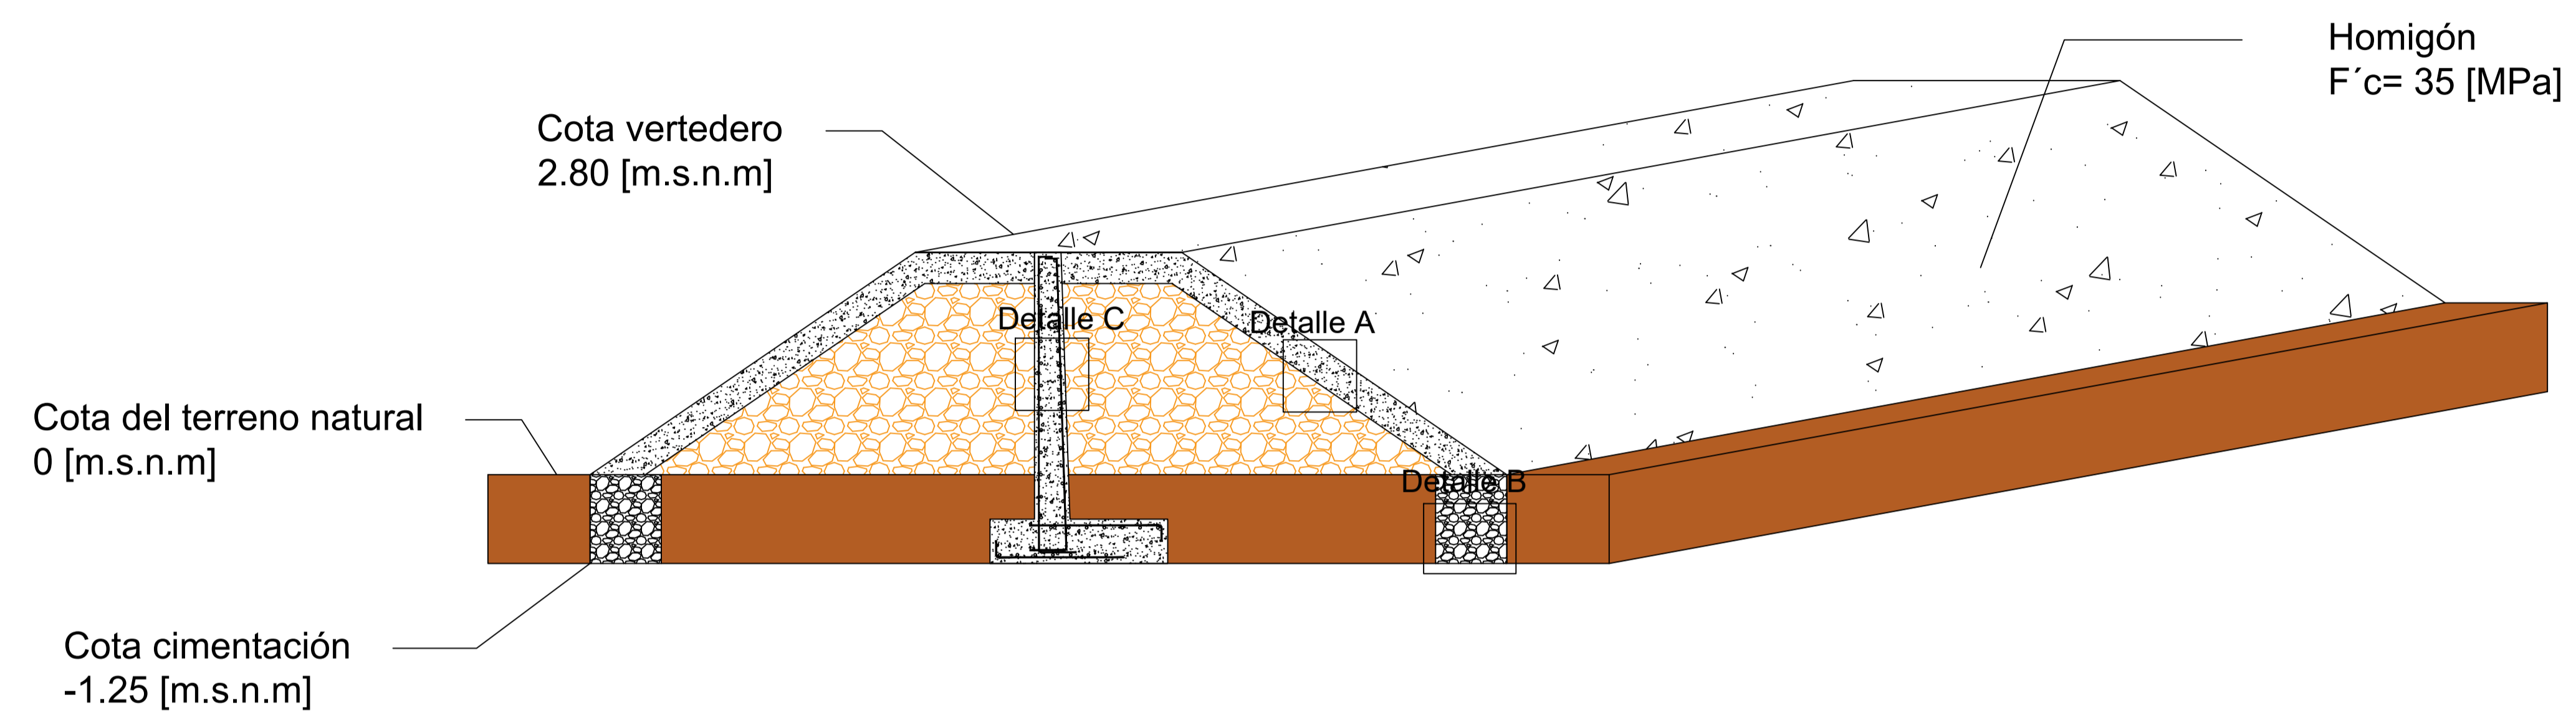 Homigón
F´c= 35 [MPa]
Cota vertedero
2.80 [m.s.n.m]
Detalle C
Detalle A
Cota del terreno natural
0 [m.s.n.m]
Detalle B
Cota cimentación
-1.25 [m.s.n.m]